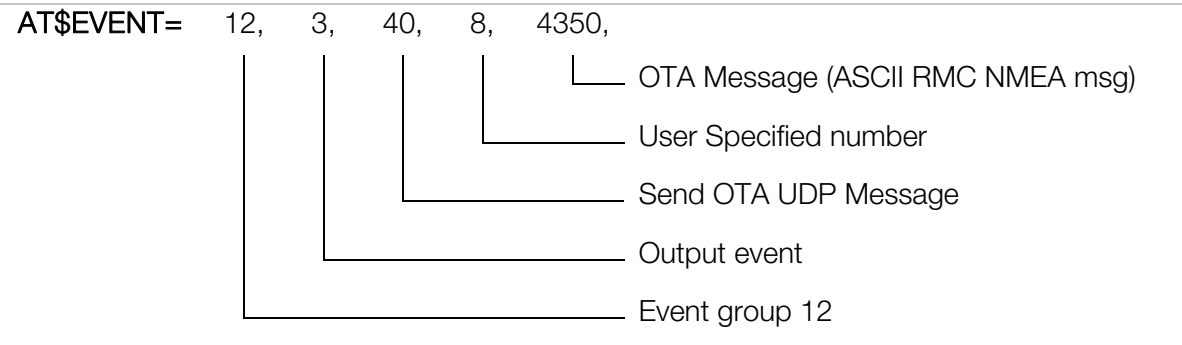 AT$EVENT= 12, 3, 40, 8, 4350,
OTA Message (ASCII RMC NMEA msg)
User Specified number
Send OTA UDP Message
Output event
Event group 12